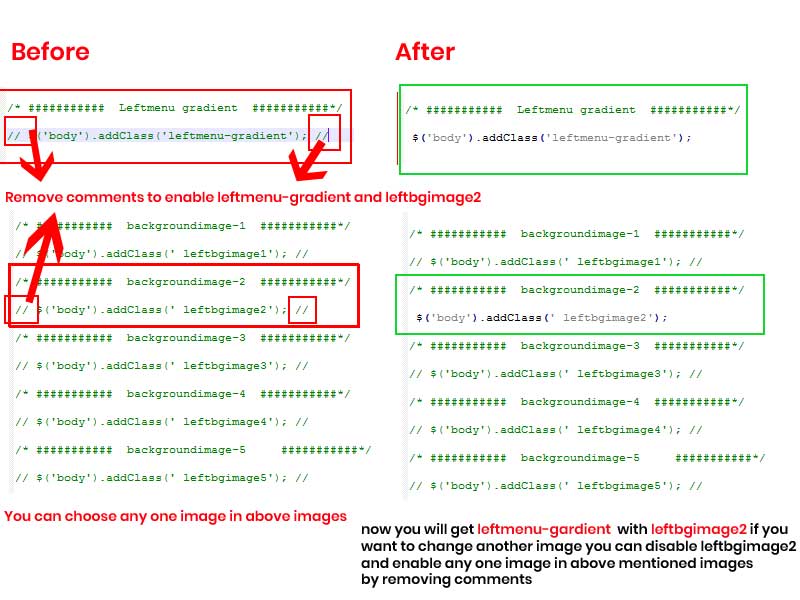 Before
After
/* ########### Leftmenu gradient ###########*/
// $('body').addClass('leftmenu-gradient'); //
/* ########### Leftmenu gradient ###########*/
$('body').addClass('leftmenu-gradient');
Remove comments to enable leftmenu-gradient and leftbgimage2
/* ########### backgroundimage-1 ###########*/
// $('body').addClass(' leftbgimage1'); //
/* ########### backgroundimage-2 ###########*/
// $('body').addClass(' leftbgimage2'); //
/* ########### backgroundimage-3 ###########*/
// $('body').addClass(' leftbgimage3'); //
/* ########### backgroundimage-4 ###########*/
// $('body').addClass(' leftbgimage4'); //
/* ########### backgroundimage-5 ###########*/
// $('body').addClass(' leftbgimage5'); //
/* ########### backgroundimage-1 ###########*/
// $('body').addClass(' leftbgimage1'); //
/* ########### backgroundimage-2 ###########*/
$('body').addClass(' leftbgimage2');
/* ########### backgroundimage-3 ###########*/
// $('body').addClass(' leftbgimage3'); //
/* ########### backgroundimage-4 ###########*/
// $('body').addClass(' leftbgimage4'); //
/* ########### backgroundimage-5 ###########*/
// $('body').addClass(' leftbgimage5'); //
You can choose any one image in above images
now you will get leftmenu-gardient with leftbgimage2 if you
want to change another image you can disable leftbgimage2
and enable any one image in above mentioned images
by removing comments